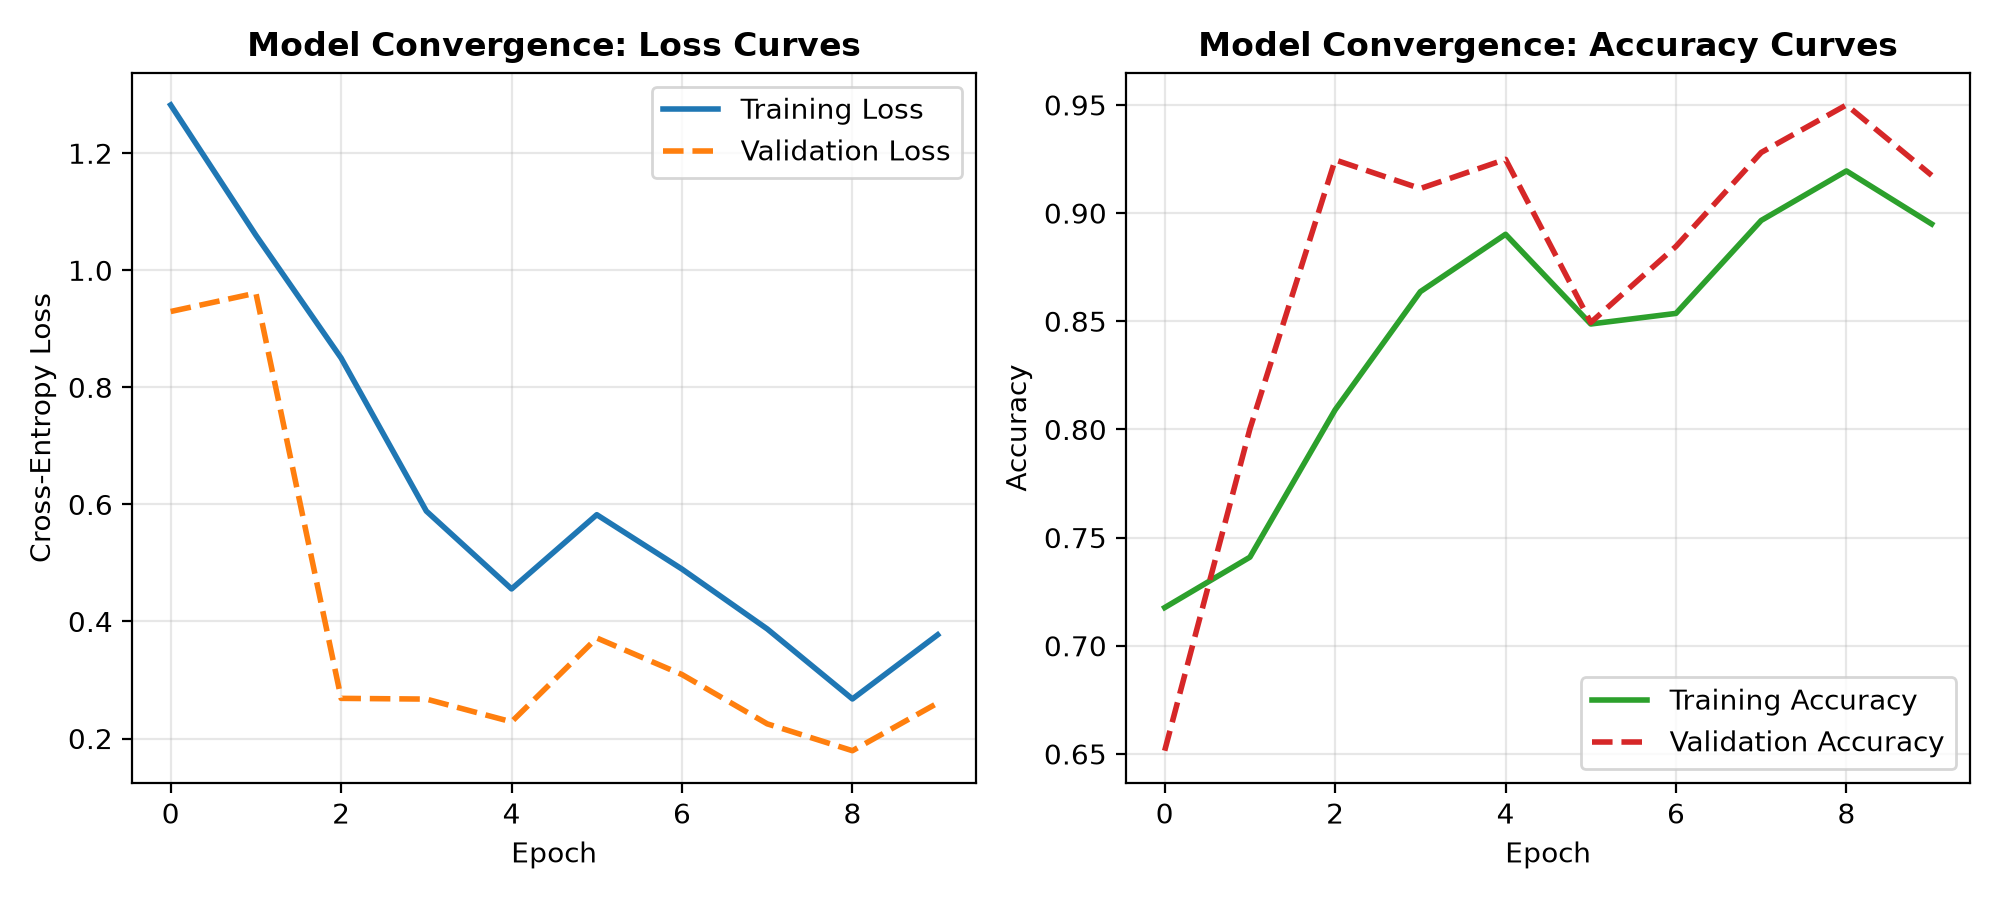 Model Convergence: Loss Curves
Cross-Entropy Loss
1.2
1.0
0.8
0.6
0.4
0.2
Training Loss
Validation Loss
0 2 4 6 8
Epoch
Model Convergence: Accuracy Curves
Accuracy
0.95
0.90
0.85
0.80
0.75
0.70
0.65
Training Accuracy
Validation Accuracy
0 2 4 6 8
Epoch